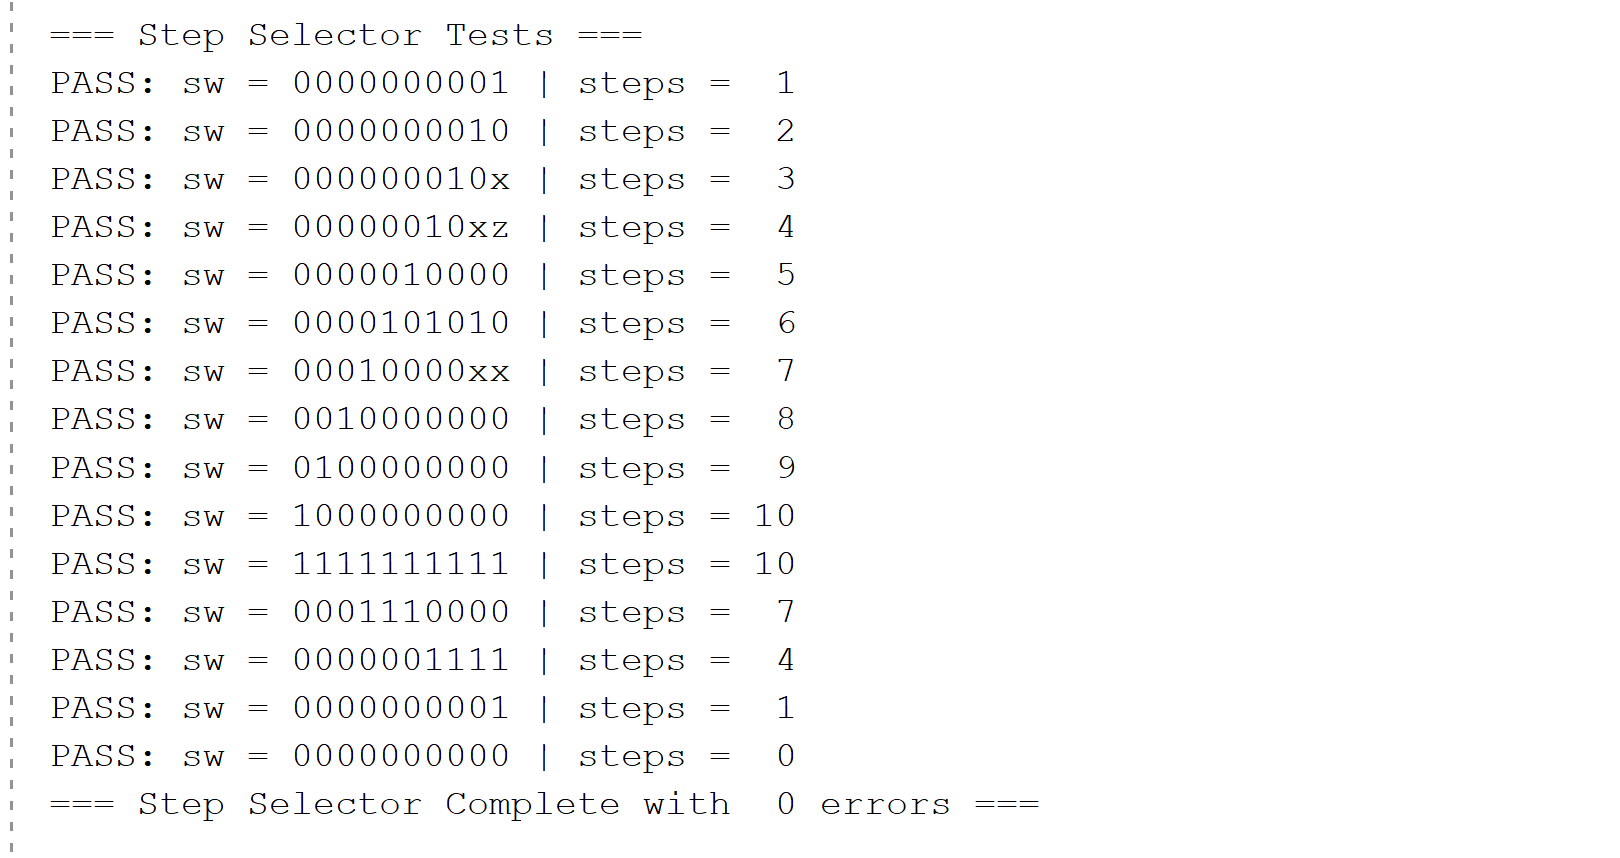 === Step Selector Tests ===
PASS: sw = 0000000001 | steps =  1
PASS: sw = 0000000010 | steps =  2
PASS: sw = 000000010x | steps =  3
PASS: sw = 00000010xz | steps =  4
PASS: sw = 0000010000 | steps =  5
PASS: sw = 0000101010 | steps =  6
PASS: sw = 00010000xx | steps =  7
PASS: sw = 0010000000 | steps =  8
PASS: sw = 0100000000 | steps =  9
PASS: sw = 1000000000 | steps = 10
PASS: sw = 1111111111 | steps = 10
PASS: sw = 0001110000 | steps =  7
PASS: sw = 0000001111 | steps =  4
PASS: sw = 0000000001 | steps =  1
PASS: sw = 0000000000 | steps =  0
=== Step Selector Complete with  0 errors ===